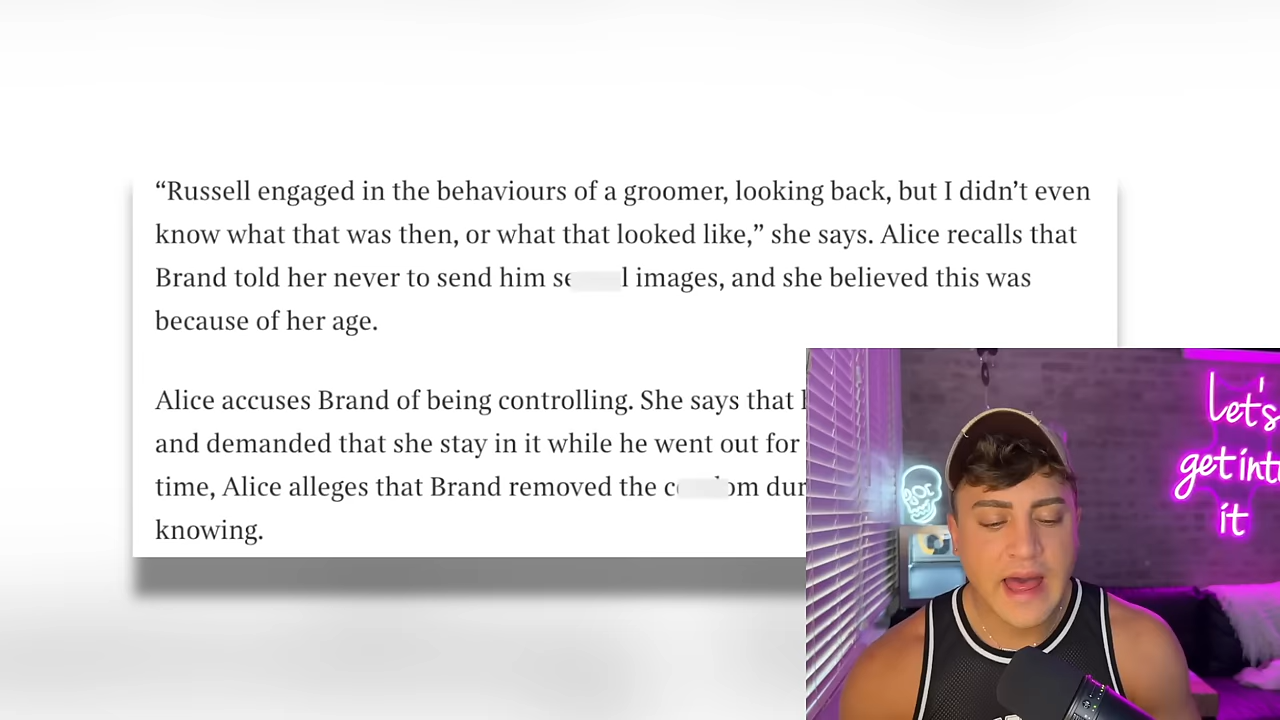 “Russell engaged in the behaviours of a groomer, looking back, but I didn’t even
know what that was then, or what that looked like,” she says. Alice recalls that
Brand told her never to send him se l images, and she believed this was
because of her age.
Alice accuses Brand of being controlling. She says that
and demanded that she stay in it while he went out for
time, Alice alleges that Brand removed the c om dur
knowing.
let's
get int
it